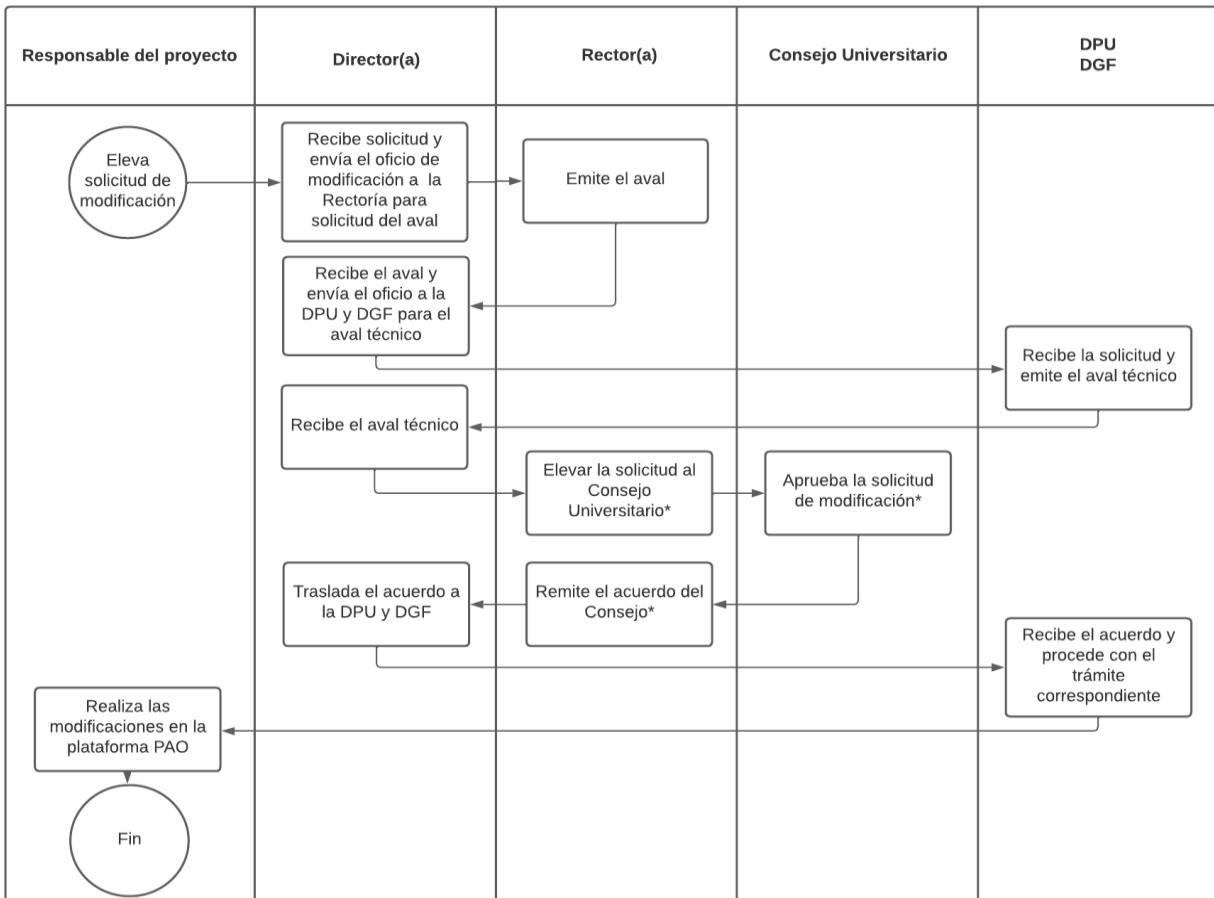 Responsable del proyecto
Director(a)
Rector(a)
Consejo Universitario
DPU
DGF
Eleva
solicitud de
modificación
Recibe solicitud y
envía el oficio de
modificación a la
Rectoría para
solicitud del aval
Emite el aval
Recibe el aval y
envía el oficio a la
DPU y DGF para el
aval técnico
Recibe la solicitud y
emite el aval técnico
Recibe el aval técnico
Elevar la solicitud al
Consejo
Universitario*
Aprueba la solicitud
de modificación*
Traslada el acuerdo a
la DPU y DGF
Remite el acuerdo del
Consejo*
Recibe el acuerdo y
procede con el
trámite
correspondiente
Realiza las
modificaciones en la
plataforma PAO
Fin